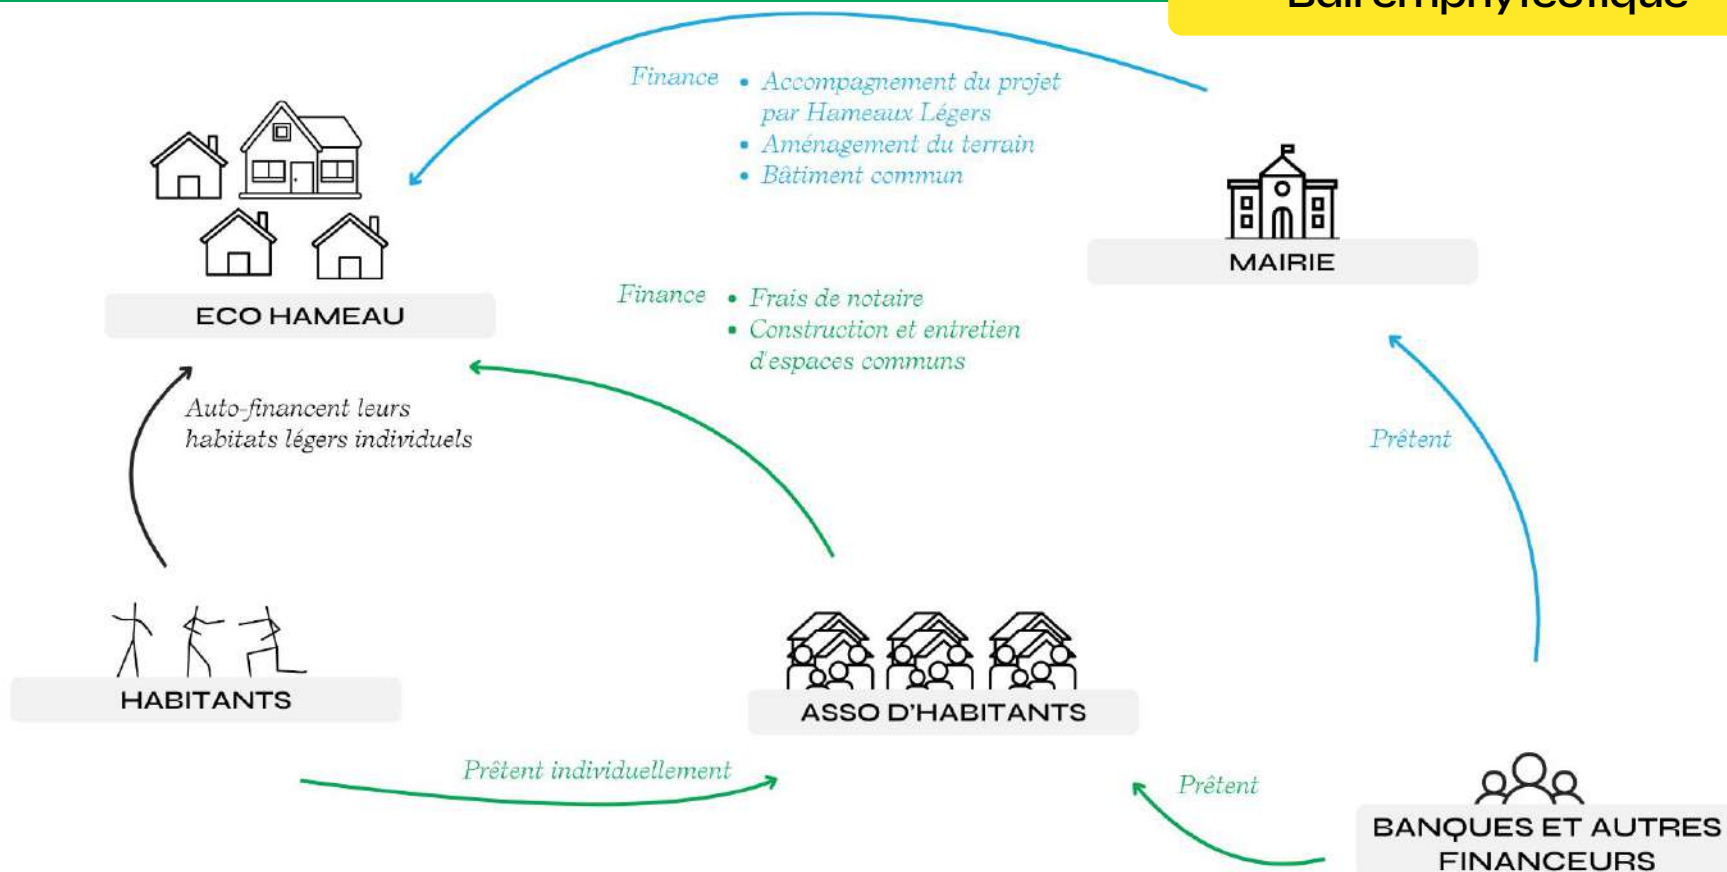 Bail emphytéotique
Finance
• Accompagnement du projet
par Hameaux Légers
• Aménagement du terrain
• Bâtiment commun
MAIRIE
ECO HAMEAU
Finance
• Frais de notaire
• Construction et entretien
d'espaces communs
Auto-financent leurs
habitats légers individuels
Prêtent
HABITANTS
ASSO D'HABITANTS
Prêtent individuellement
Prêtent
BANQUES ET AUTRES
FINANCEURS